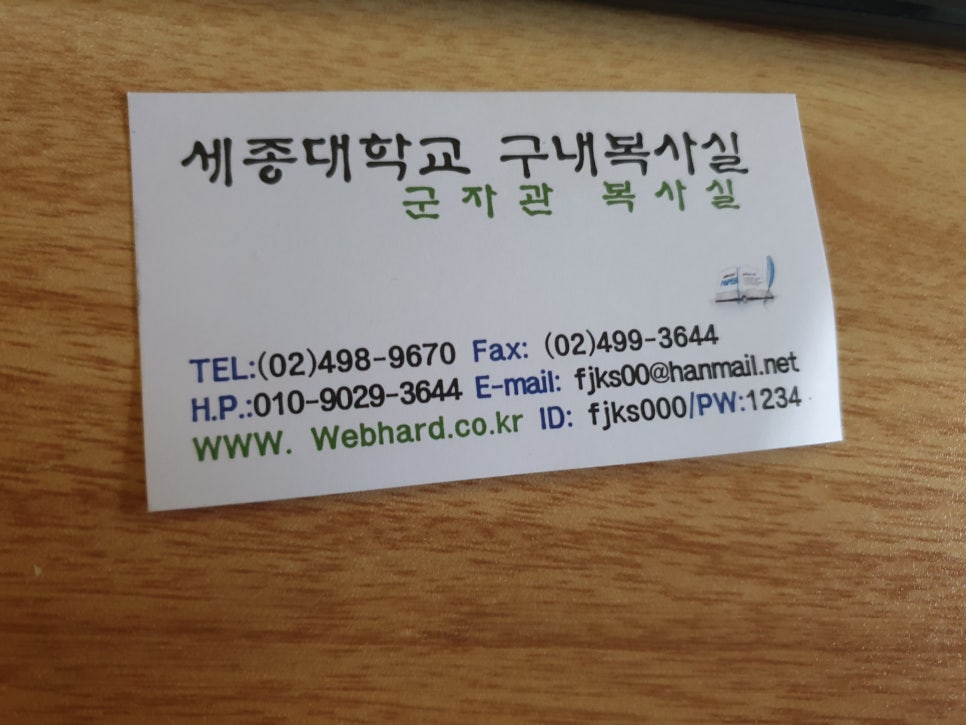 세종대학교 구내복사실
군자관 복사실
TEL:(02)498-9670 Fax: (02)499-3644
H.P.:010-9029-3644 E-mail: fjks00@hanmail.net
WWW. Webhard.co.kr ID: fjks000/PW:1234